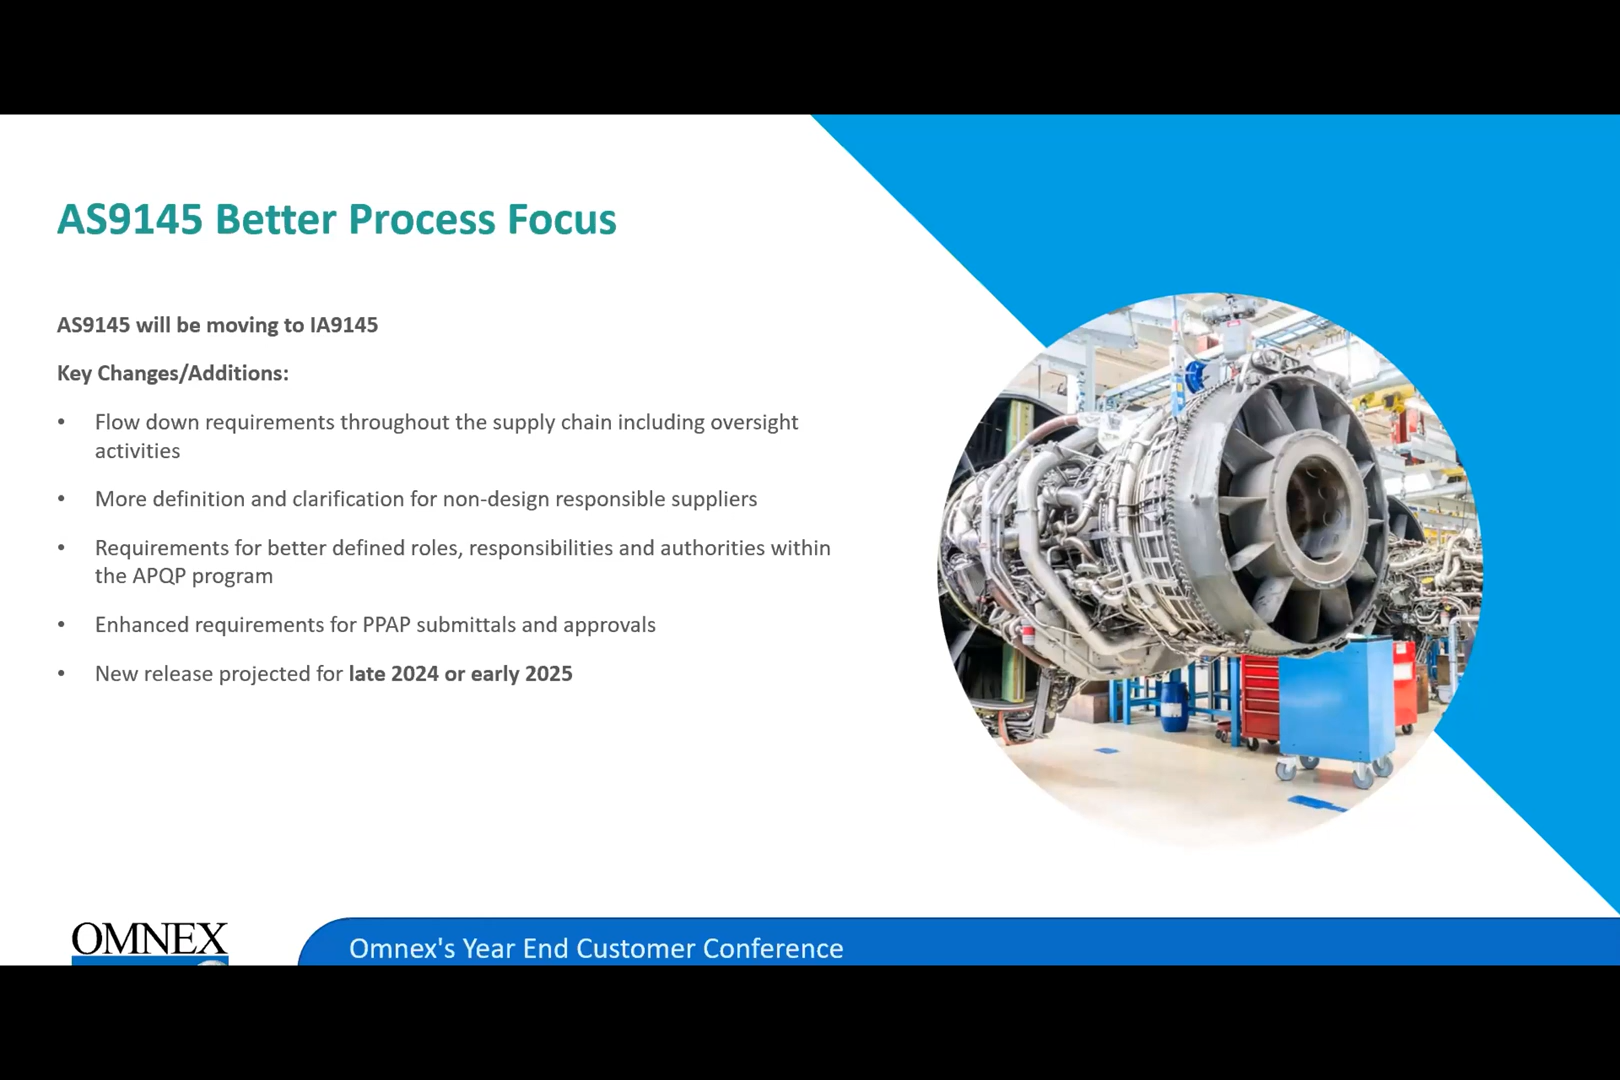 AS9145 Better Process Focus
AS9145 will be moving to IA9145
Key Changes/Additions:
• Flow down requirements throughout the supply chain including oversight
activities
• More definition and clarification for non-design responsible suppliers
• Requirements for better defined roles, responsibilities and authorities within
the APQP program
• Enhanced requirements for PPAP submittals and approvals
• New release projected for late 2024 or early 2025
OMNEX
Omnex's Year End Customer Conference